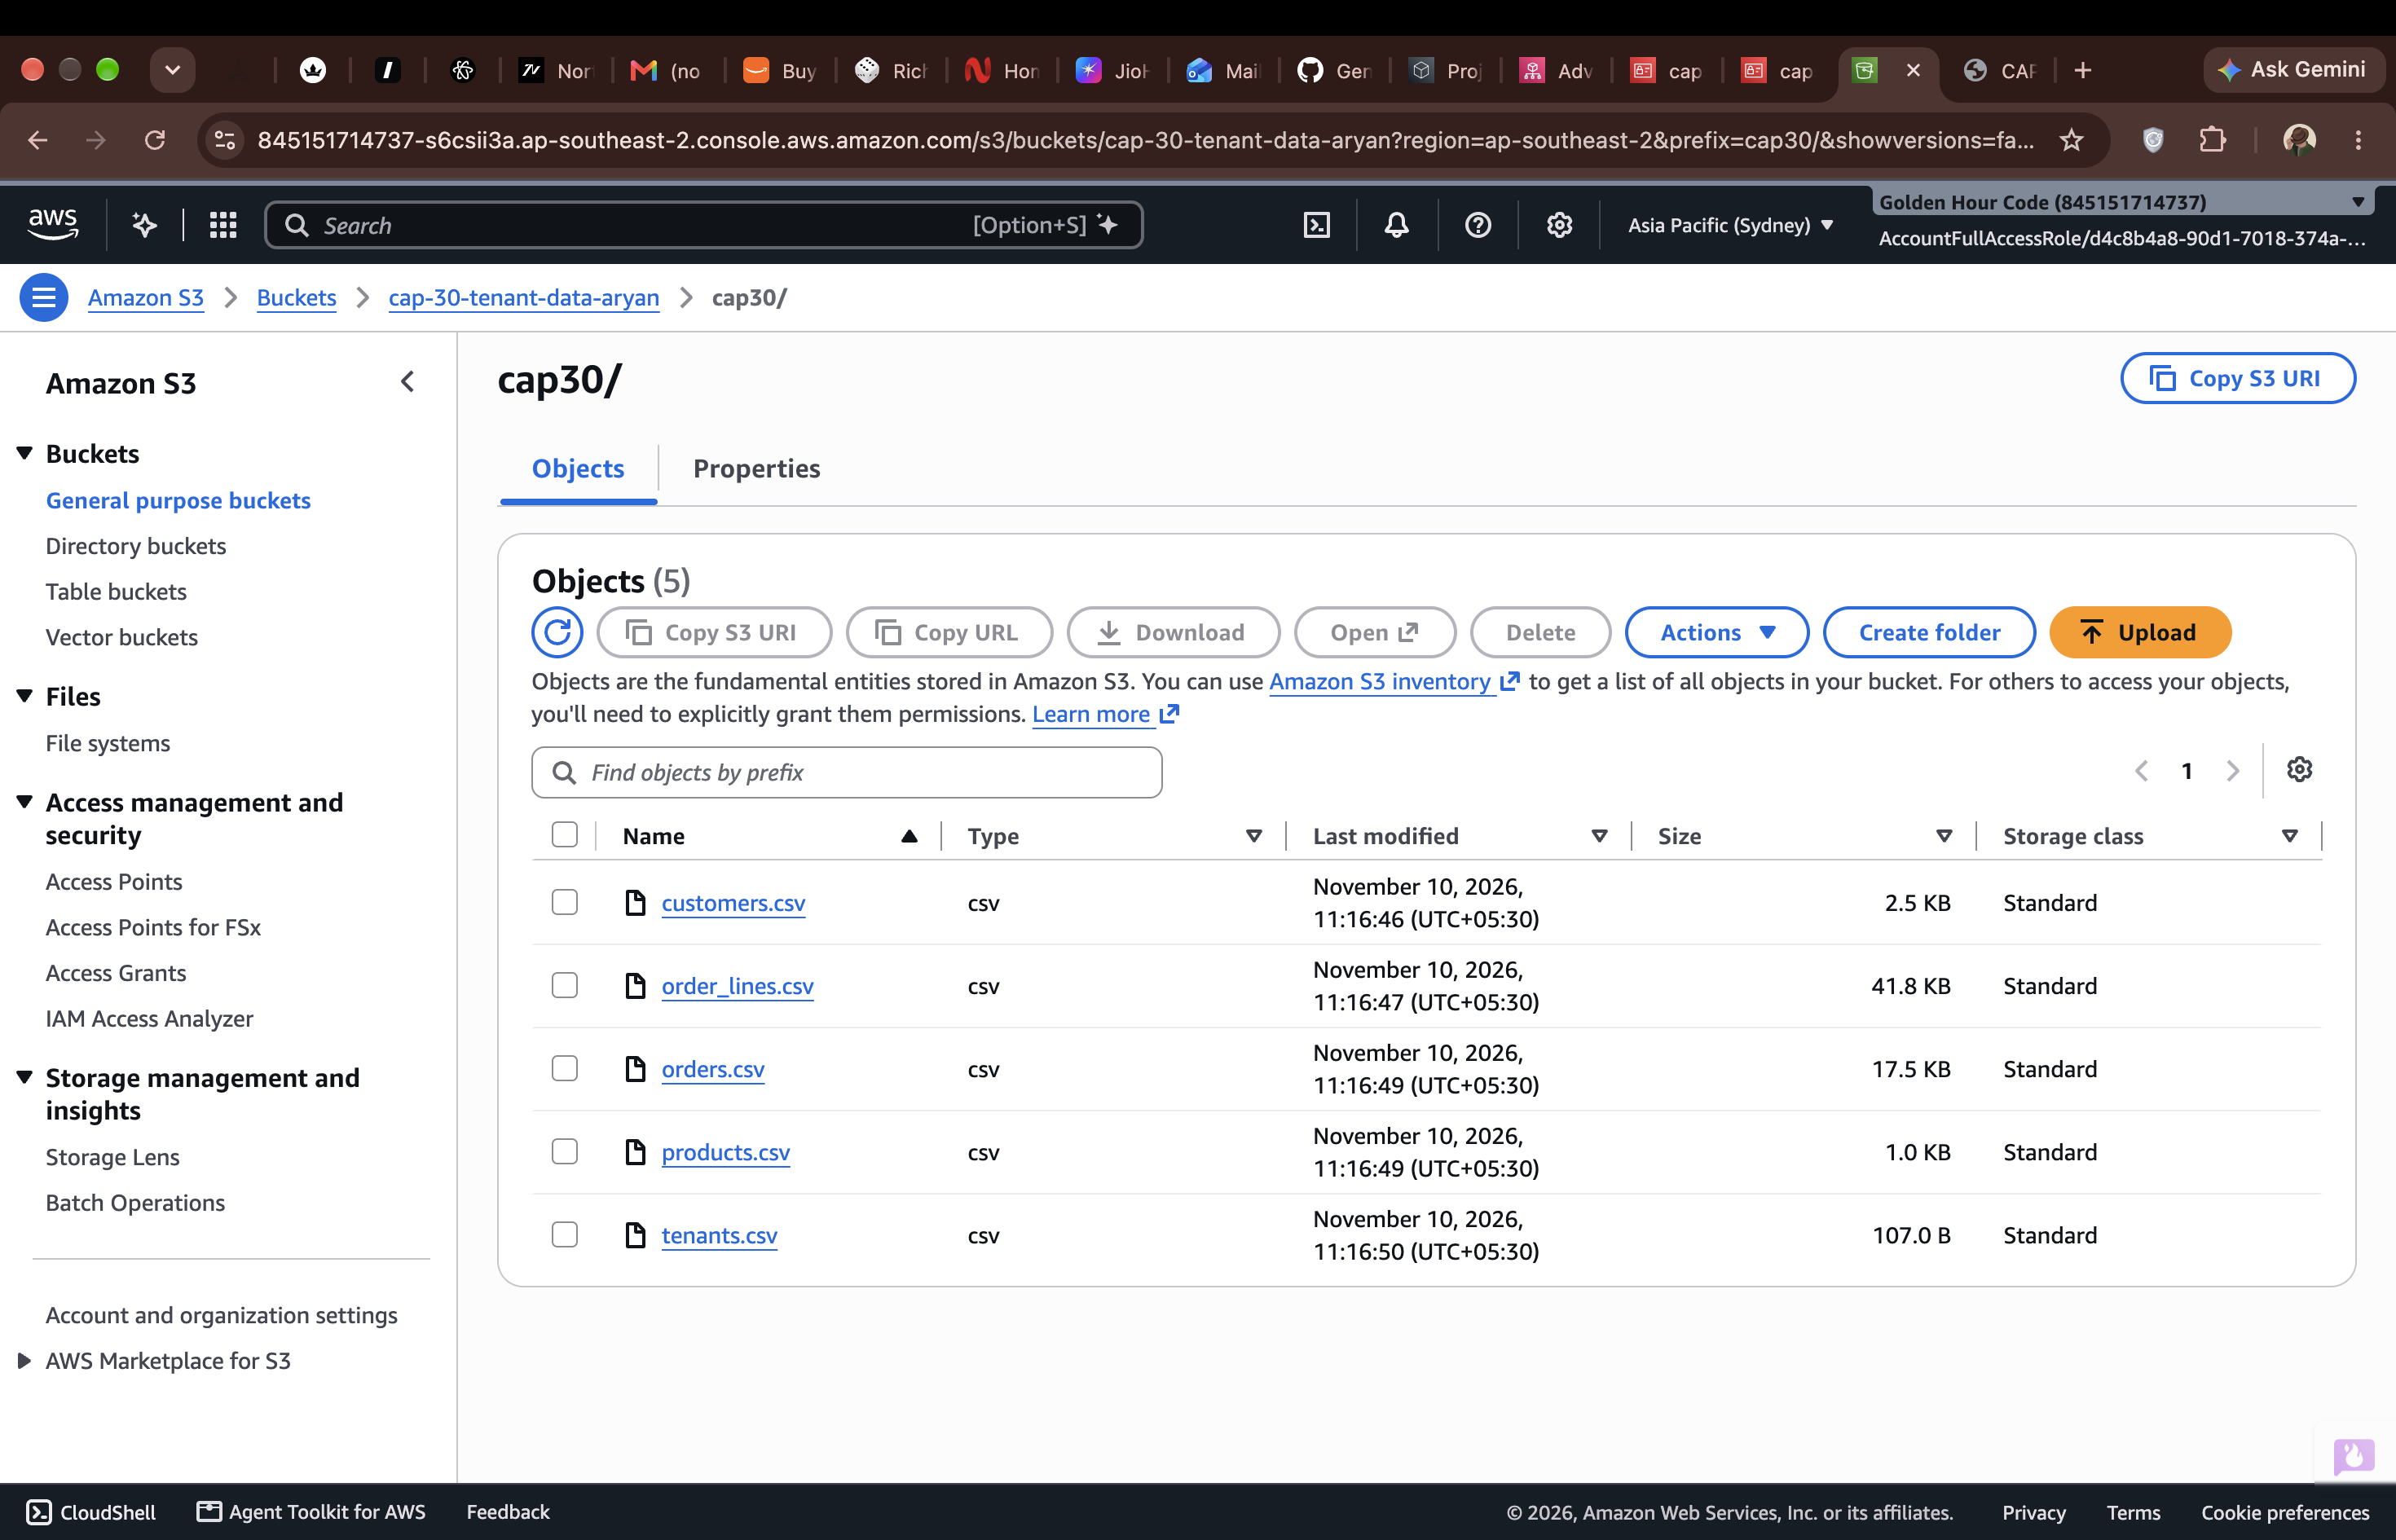 Nor
(no
Buy
Rich
Hon
JioH
Mail
Gen
Proj
Adv
cap
cap
CAP
Ask Gemini
845151714737-s6csii3a.ap-southeast-2.console.aws.amazon.com/s3/buckets/cap-30-tenant-data-aryan?region=ap-southeast-2&prefix=cap30/&showversions=fa...
aws
Search
[Option+S]
Asia Pacific (Sydney)
Golden Hour Code (845151714737)
AccountFullAccessRole/d4c8b4a8-90d1-7018-374a-...
Amazon S3
Buckets
cap-30-tenant-data-aryan
cap30/
Amazon S3
Buckets
General purpose buckets
Directory buckets
Table buckets
Vector buckets
Files
File systems
Access management and
security
Access Points
Access Points for FSx
Access Grants
IAM Access Analyzer
Storage management and
insights
Storage Lens
Batch Operations
Account and organization settings
AWS Marketplace for S3
cap30/
Copy S3 URI
Objects
Properties
Objects (5)
Copy S3 URI
Copy URL
Download
Open
Delete
Actions
Create folder
Upload
Objects are the fundamental entities stored in Amazon S3. You can use Amazon S3 inventory to get a list of all objects in your bucket. For others to access your objects,
you'll need to explicitly grant them permissions. Learn more
Find objects by prefix
1
Name Type Last modified Size Storage class
customers.csv csv November 10, 2026, 2.5 KB Standard
11:16:46 (UTC+05:30)
order_lines.csv csv November 10, 2026, 41.8 KB Standard
11:16:47 (UTC+05:30)
orders.csv csv November 10, 2026, 17.5 KB Standard
11:16:49 (UTC+05:30)
products.csv csv November 10, 2026, 1.0 KB Standard
11:16:49 (UTC+05:30)
tenants.csv csv November 10, 2026, 107.0 B Standard
11:16:50 (UTC+05:30)
CloudShell
Agent Toolkit for AWS
Feedback
© 2026, Amazon Web Services, Inc. or its affiliates.
Privacy
Terms
Cookie preferences